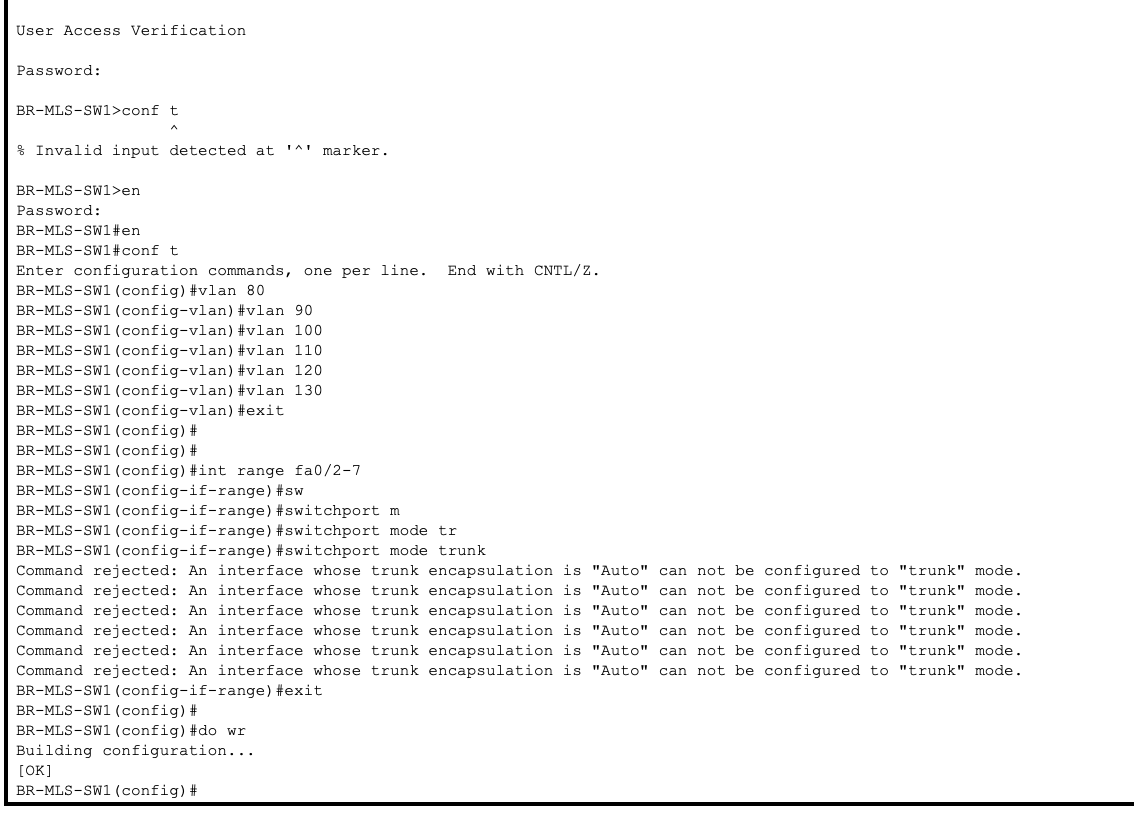 User Access Verification
Password:
BR-MLS-SW1>conf t
^
% Invalid input detected at '^' marker.
BR-MLS-SW1>en
Password:
BR-MLS-SW1#en
BR-MLS-SW1#conf t
Enter configuration commands, one per line.  End with CNTL/Z.
BR-MLS-SW1(config)#vlan 80
BR-MLS-SW1(config-vlan)#vlan 90
BR-MLS-SW1(config-vlan)#vlan 100
BR-MLS-SW1(config-vlan)#vlan 110
BR-MLS-SW1(config-vlan)#vlan 120
BR-MLS-SW1(config-vlan)#vlan 130
BR-MLS-SW1(config-vlan)#exit
BR-MLS-SW1(config)#
BR-MLS-SW1(config)#
BR-MLS-SW1(config)#int range fa0/2-7
BR-MLS-SW1(config-if-range)#sw
BR-MLS-SW1(config-if-range)#switchport m
BR-MLS-SW1(config-if-range)#switchport mode tr
BR-MLS-SW1(config-if-range)#switchport mode trunk
Command rejected: An interface whose trunk encapsulation is "Auto" can not be configured to "trunk" mode.
Command rejected: An interface whose trunk encapsulation is "Auto" can not be configured to "trunk" mode.
Command rejected: An interface whose trunk encapsulation is "Auto" can not be configured to "trunk" mode.
Command rejected: An interface whose trunk encapsulation is "Auto" can not be configured to "trunk" mode.
Command rejected: An interface whose trunk encapsulation is "Auto" can not be configured to "trunk" mode.
Command rejected: An interface whose trunk encapsulation is "Auto" can not be configured to "trunk" mode.
BR-MLS-SW1(config-if-range)#exit
BR-MLS-SW1(config)#
BR-MLS-SW1(config)#do wr
Building configuration...
[OK]
BR-MLS-SW1(config)#